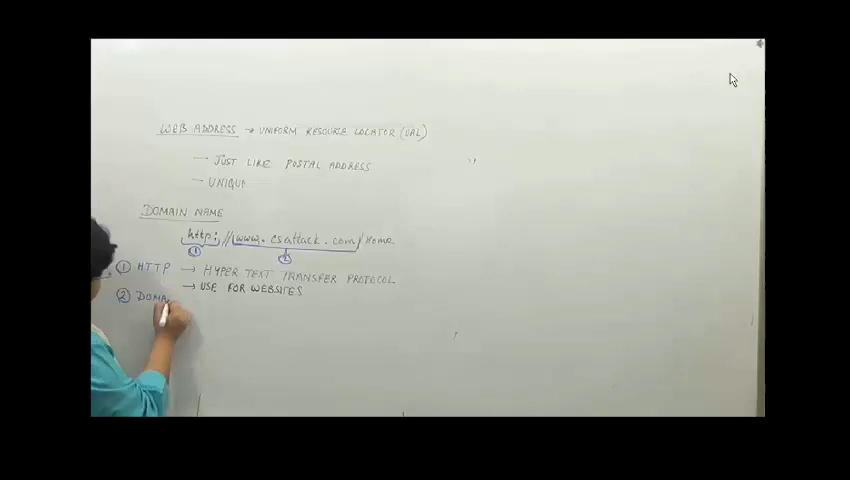 WEB ADDRESS → UNIFORM RESOURCE LOCATOR (URL)
— JUST LIKE POSTAL ADDRESS
— UNIQUE
DOMAIN NAME
http://www.csattack.com/Home
① ②
① HTTP → HYPER TEXT TRANSFER PROTOCOL
→ USE FOR WEBSITES
② DOMA